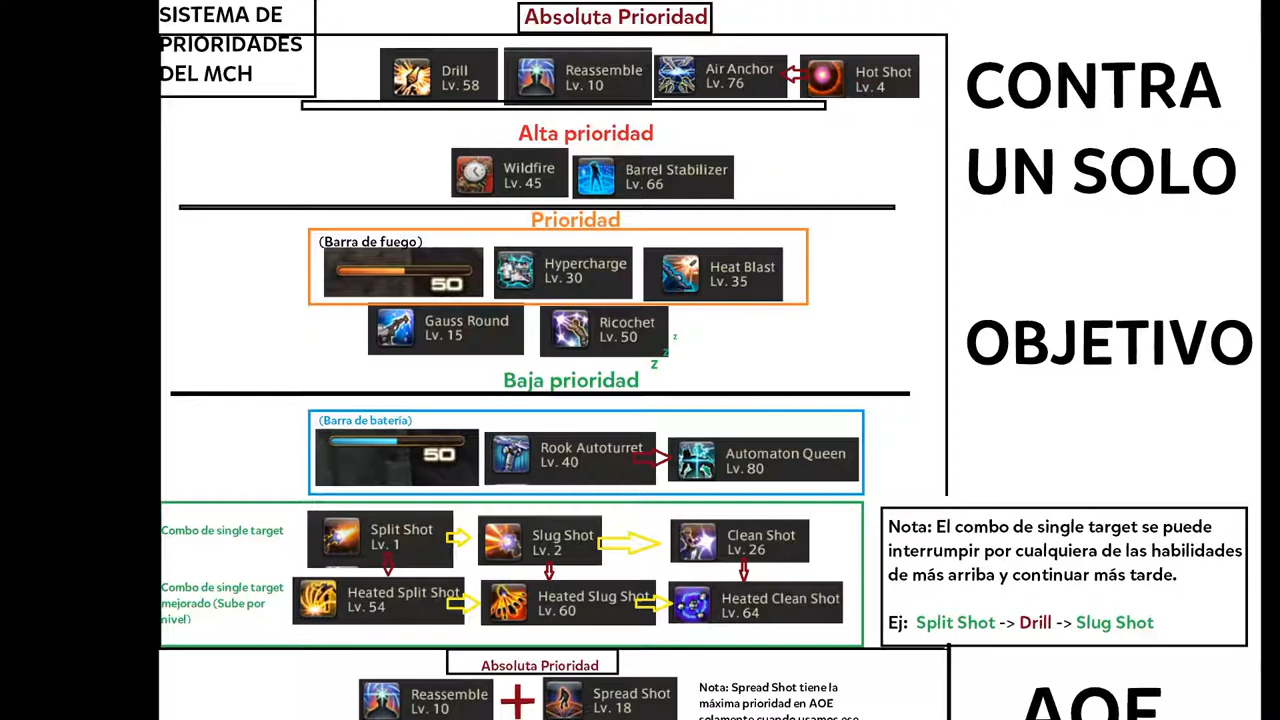 SISTEMA DE
PRIORIDADES
DEL MCH
Absoluta Prioridad
Drill
Lv. 58
Reassemble
Lv. 10
Air Anchor
Lv. 76
Hot Shot
Lv. 4
CONTRA
UN SOLO
OBJETIVO
Alta prioridad
Wildfire
Lv. 45
Barrel Stabilizer
Lv. 66
Prioridad
(Barra de fuego)
50
Hypercharge
Lv. 30
Heat Blast
Lv. 35
Gauss Round
Lv. 15
Ricochet
Lv. 50
z
z
z
Baja prioridad
(Barra de batería)
50
Rook Autoturret
Lv. 40
Automaton Queen
Lv. 80
Combo de single target
Split Shot
Lv. 1
Slug Shot
Lv. 2
Clean Shot
Lv. 26
Combo de single target
mejorado (Sube por
nivel)
Heated Split Shot
Lv. 54
Heated Slug Shot
Lv. 60
Heated Clean Shot
Lv. 64
Nota: El combo de single target se puede
interrumpir por cualquiera de las habilidades
de más arriba y continuar más tarde.
Ej: Split Shot -> Drill -> Slug Shot
Absoluta Prioridad
Reassemble
Lv. 10
Spread Shot
Lv. 18
Nota: Spread Shot tiene la
máxima prioridad en AOE
solamente cuando usamos ese
AOE